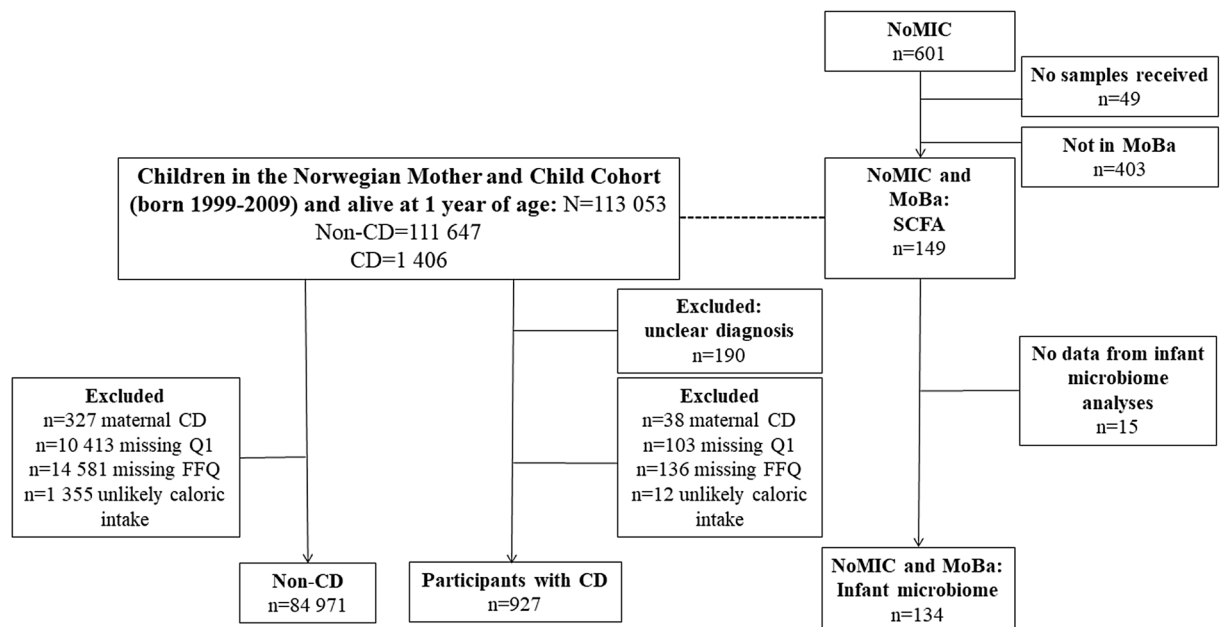 NoMIC
n=601
No samples received
n=49
Not in MoBa
n=403
Children in the Norwegian Mother and Child Cohort
(born 1999-2009) and alive at 1 year of age: N=113 053
Non-CD=111 647
CD=1 406
NoMIC and
MoBa:
SCFA
n=149
Excluded:
unclear diagnosis
n=190
No data from infant
microbiome
analyses
n=15
Excluded
n=327 maternal CD
n=10 413 missing Q1
n=14 581 missing FFQ
n=1 355 unlikely caloric
intake
Excluded
n=38 maternal CD
n=103 missing Q1
n=136 missing FFQ
n=12 unlikely caloric
intake
Non-CD
n=84 971
Participants with CD
n=927
NoMIC and MoBa:
Infant microbiome
n=134